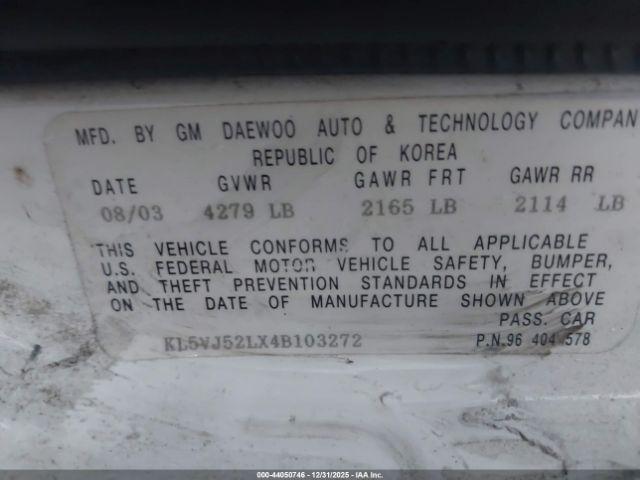 MFD. BY GM DAEWOO AUTO & TECHNOLOGY COMPAN
REPUBLIC OF KOREA
DATE GVWR GAWR FRT GAWR RR
08/03 4279 LB 2165 LB 2114 LB
THIS VEHICLE CONFORMS TO ALL APPLICABLE
U.S. FEDERAL MOTOR VEHICLE SAFETY, BUMPER,
AND THEFT PREVENTION STANDARDS IN EFFECT
ON THE DATE OF MANUFACTURE SHOWN ABOVE
PASS. CAR
KL5VJ52LX4B103272 P.N.96 404 578
000-44050746 - 12/31/2025 - IAA Inc.